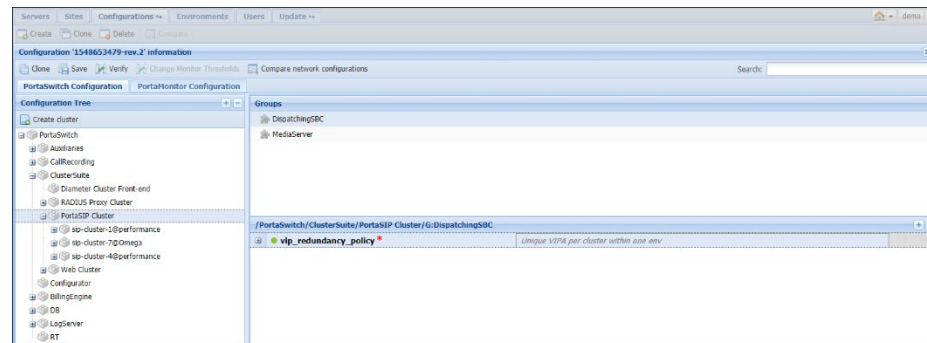 Servers Sites Configurations Environments Users Update demo
Create Clone Delete Compare
Configuration '1548653479-rev.2' information
Clone Save Verify Change Monitor Thresholds Compare network configurations Search:
PortaSwitch Configuration PortaMonitor Configuration
Configuration Tree
Groups
Create cluster
DispatchingSBC
PortaSwitch
MediaServer
Auxiliaries
CallRecording
ClusterSuite
Diameter Cluster Front-end
RADIUS Proxy Cluster
PortaSIP Cluster
/PortaSwitch/ClusterSuite/PortaSIP Cluster/G:DispatchingSBC
sip-cluster-1@performance
vip_redundancy_policy * Unique VIPA per cluster within one env
sip-cluster-7@Omega
sip-cluster-4@performance
Web Cluster
Configurator
BillingEngine
DB
LogServer
RT